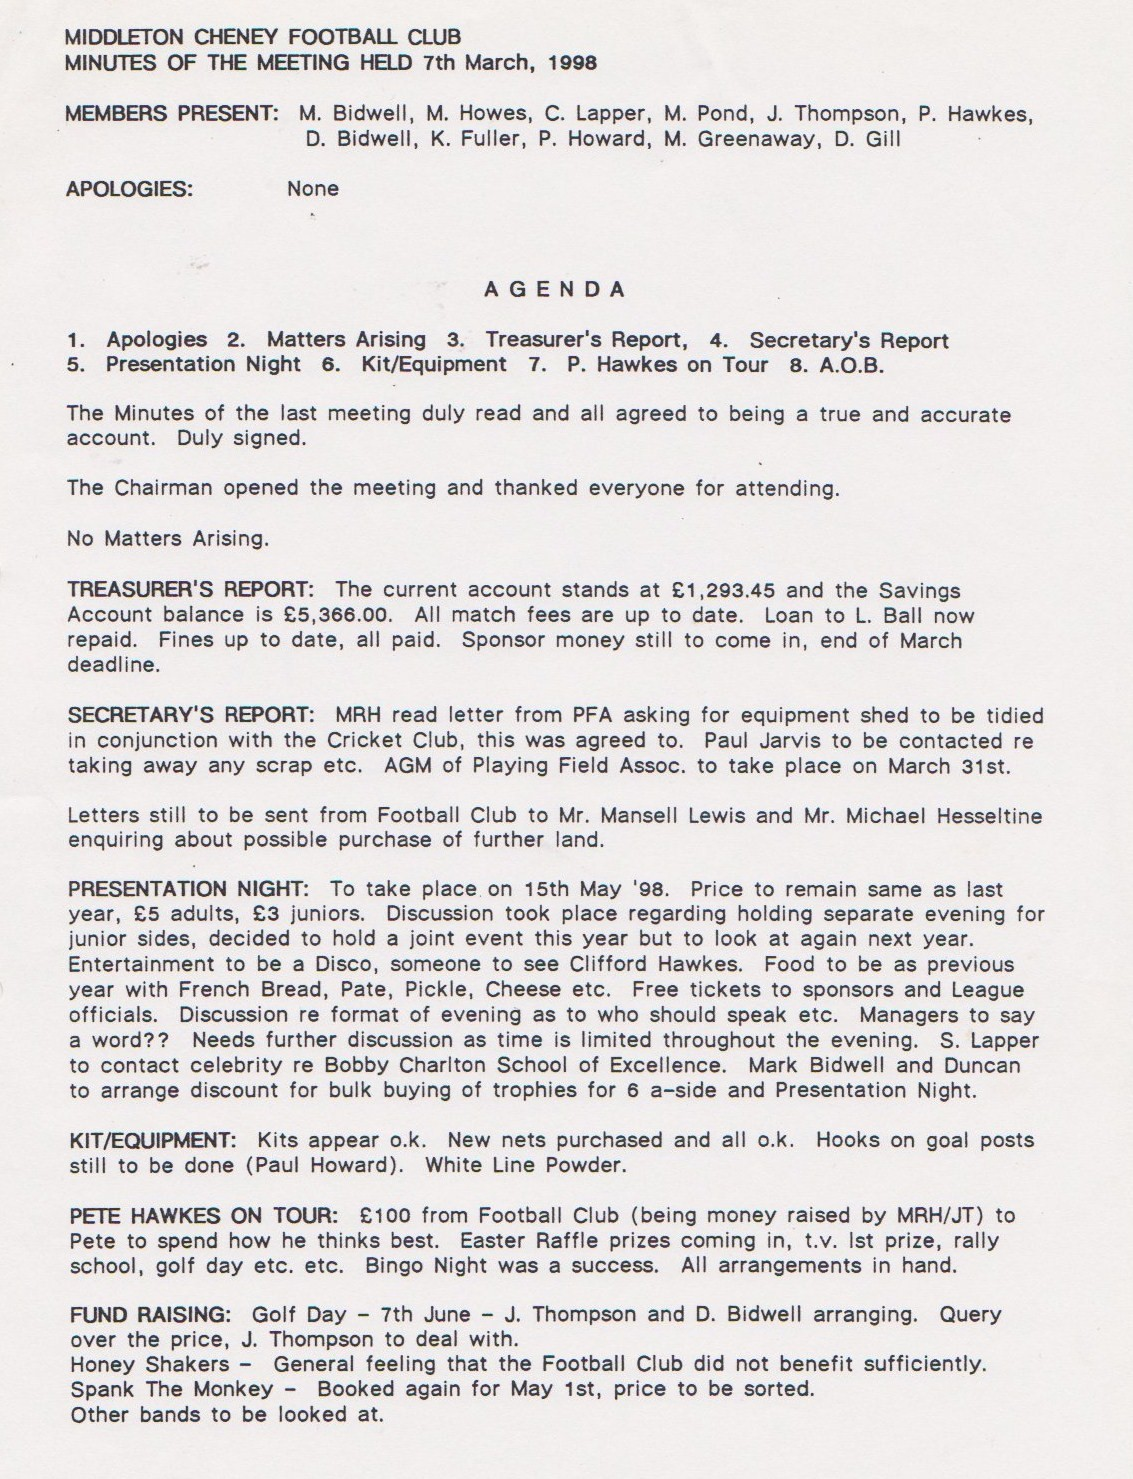 MIDDLETON CHENEY FOOTBALL CLUB
MINUTES OF THE MEETING HELD 7th March, 1998
MEMBERS PRESENT: M. Bidwell, M. Howes, C. Lapper, M. Pond, J. Thompson, P. Hawkes,
D. Bidwell, K. Fuller, P. Howard, M. Greenaway, D. Gill
APOLOGIES: None
A G E N D A
1. Apologies 2. Matters Arising 3. Treasurer's Report, 4. Secretary's Report
5. Presentation Night 6. Kit/Equipment 7. P. Hawkes on Tour 8. A.O.B.
The Minutes of the last meeting duly read and all agreed to being a true and accurate
account. Duly signed.
The Chairman opened the meeting and thanked everyone for attending.
No Matters Arising.
TREASURER'S REPORT: The current account stands at £1,293.45 and the Savings
Account balance is £5,366.00. All match fees are up to date. Loan to L. Ball now
repaid. Fines up to date, all paid. Sponsor money still to come in, end of March
deadline.
SECRETARY'S REPORT: MRH read letter from PFA asking for equipment shed to be tidied
in conjunction with the Cricket Club, this was agreed to. Paul Jarvis to be contacted re
taking away any scrap etc. AGM of Playing Field Assoc. to take place on March 31st.
Letters still to be sent from Football Club to Mr. Mansell Lewis and Mr. Michael Hesseltine
enquiring about possible purchase of further land.
PRESENTATION NIGHT: To take place on 15th May '98. Price to remain same as last
year, £5 adults, £3 juniors. Discussion took place regarding holding separate evening for
junior sides, decided to hold a joint event this year but to look at again next year.
Entertainment to be a Disco, someone to see Clifford Hawkes. Food to be as previous
year with French Bread, Pate, Pickle, Cheese etc. Free tickets to sponsors and League
officials. Discussion re format of evening as to who should speak etc. Managers to say
a word?? Needs further discussion as time is limited throughout the evening. S. Lapper
to contact celebrity re Bobby Charlton School of Excellence. Mark Bidwell and Duncan
to arrange discount for bulk buying of trophies for 6 a-side and Presentation Night.
KIT/EQUIPMENT: Kits appear o.k. New nets purchased and all o.k. Hooks on goal posts
still to be done (Paul Howard). White Line Powder.
PETE HAWKES ON TOUR: £100 from Football Club (being money raised by MRH/JT) to
Pete to spend how he thinks best. Easter Raffle prizes coming in, t.v. Ist prize, rally
school, golf day etc. etc. Bingo Night was a success. All arrangements in hand.
FUND RAISING: Golf Day - 7th June - J. Thompson and D. Bidwell arranging. Query
over the price, J. Thompson to deal with.
Honey Shakers - General feeling that the Football Club did not benefit sufficiently.
Spank The Monkey - Booked again for May 1st, price to be sorted.
Other bands to be looked at.